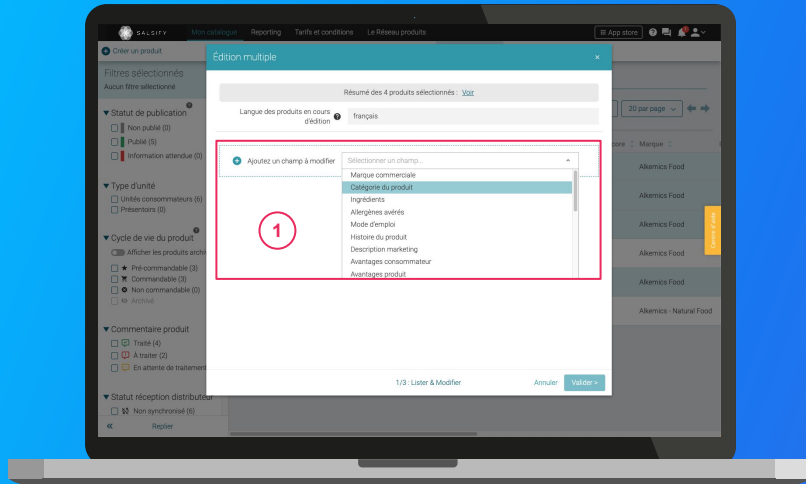 SALSIFY Mon catalogue Reporting Tarifs et conditions Le Réseau produits App store
Créer un produit
Édition multiple ×
Filtres sélectionnés
Aucun filtre sélectionné
Résumé des 4 produits sélectionnés : Voir
Langue des produits en cours d'édition français
20 par page
Statut de publication
Non publié (0)
Publié (5)
Information attendue (0)
core Marque
Ajoutez un champ à modifier Sélectionner un champ...
Marque commerciale
Catégorie du produit
Ingrédients
Allergènes avérés
Mode d'emploi
Histoire du produit
Description marketing
Avantages consommateur
Avantages produit
1
Type d'unité
Unités consommateurs (6)
Présentoirs (0)
Cycle de vie du produit
Afficher les produits archi
Pré-commandable (3)
Commandable (3)
Non commandable (0)
Archivé
Alkemics Food
Alkemics Food
Alkemics Food
Alkemics Food
Alkemics Food
Alkemics - Natural Food
Centre d'aide
Commentaire produit
Traité (4)
À traiter (2)
En attente de traitement
Statut réception distributeur
Non synchronisé (6)
1/3 : Lister & Modifier Annuler Valider »
« Replier